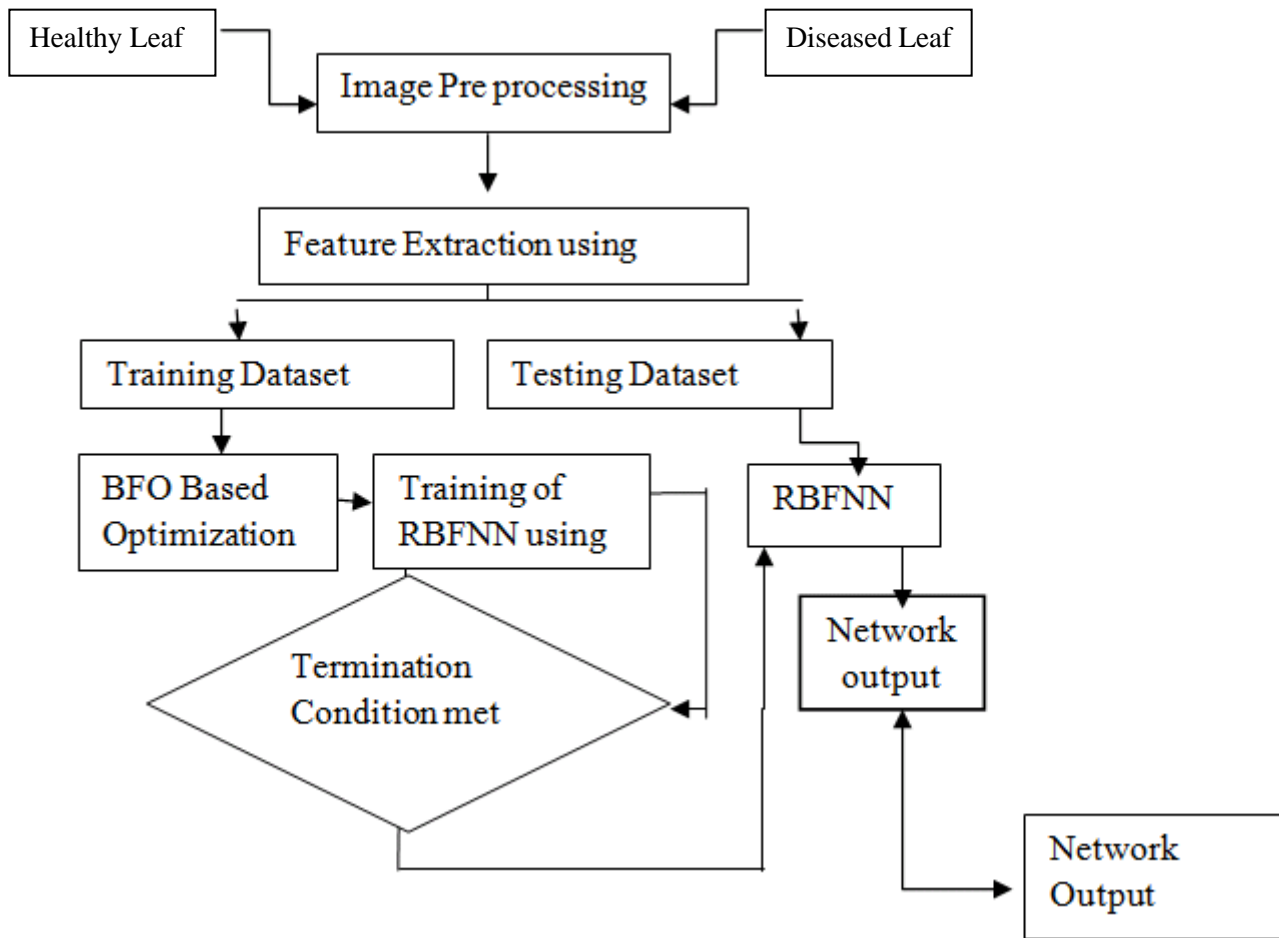 Healthy Leaf
Diseased Leaf
Image Pre processing
Feature Extraction using
Training Dataset
Testing Dataset
BFO Based
Optimization
Training of
RBFNN using
RBFNN
Termination
Condition met
Network
output
Network
Output